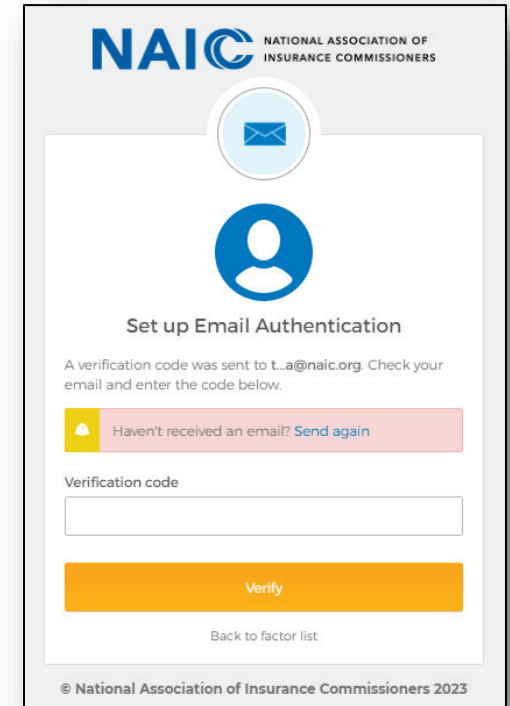 NAIC NATIONAL ASSOCIATION OF
INSURANCE COMMISSIONERS
Set up Email Authentication
A verification code was sent to t...a@naic.org. Check your
email and enter the code below.
Haven't received an email? Send again
Verification code
Verify
Back to factor list
© National Association of Insurance Commissioners 2023